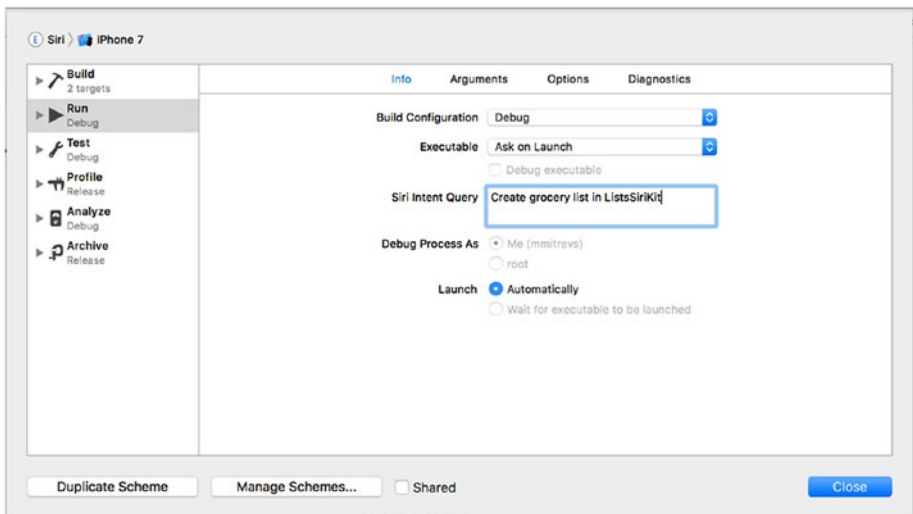 E Siri iPhone 7
Build
2 targets
Run
Debug
Test
Debug
Profile
Release
Analyze
Debug
Archive
Release
Info Arguments Options Diagnostics
Build Configuration Debug
Executable Ask on Launch
Debug executable
Siri Intent Query Create grocery list in ListsSiriKit
Debug Process As Me (mmitrevs)
root
Launch Automatically
Wait for executable to be launched
Duplicate Scheme Manage Schemes... Shared Close